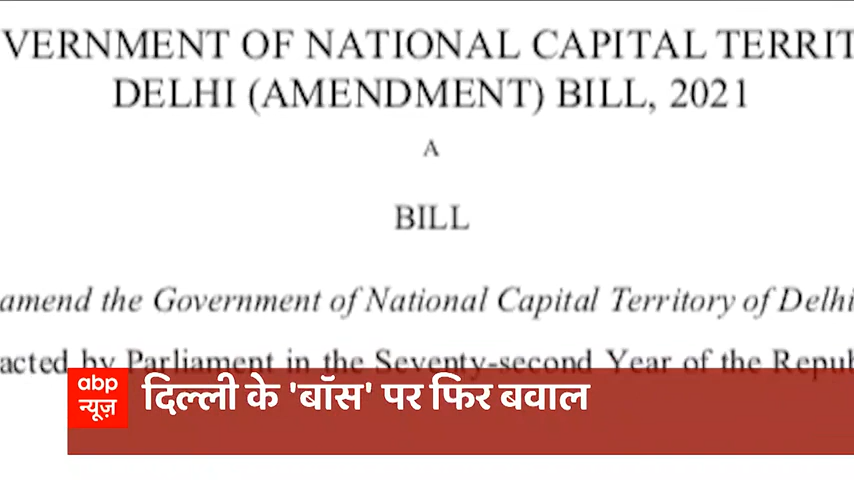 VERNMENT OF NATIONAL CAPITAL TERRIT
DELHI (AMENDMENT) BILL, 2021
A
BILL
amend the Government of National Capital Territory of Delhi
acted by Parliament in the Seventy-second Year of the Repub
abp
न्यूज़
दिल्ली के 'बॉस' पर फिर बवाल